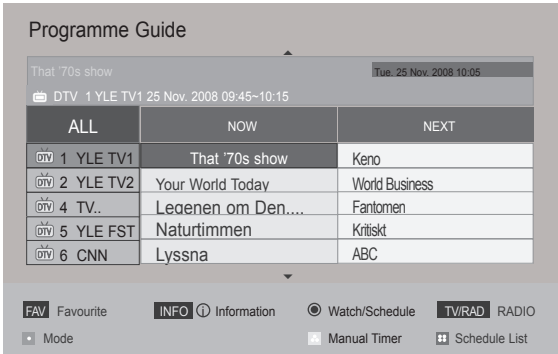 Programme Guide
That '70s show
Tue. 25 Nov. 2008 10:05
DTV 1 YLE TV1 25 Nov. 2008 09:45~10:15
ALL NOW NEXT
DTV 1 YLE TV1 That '70s show Keno
DTV 2 YLE TV2 Your World Today World Business
DTV 4 TV.. Legenen om Den.... Fantomen
DTV 5 YLE FST Naturtimmen Kritiskt
DTV 6 CNN Lyssna ABC
FAV Favourite INFO i Information Watch/Schedule TV/RAD RADIO
Mode Manual Timer Schedule List